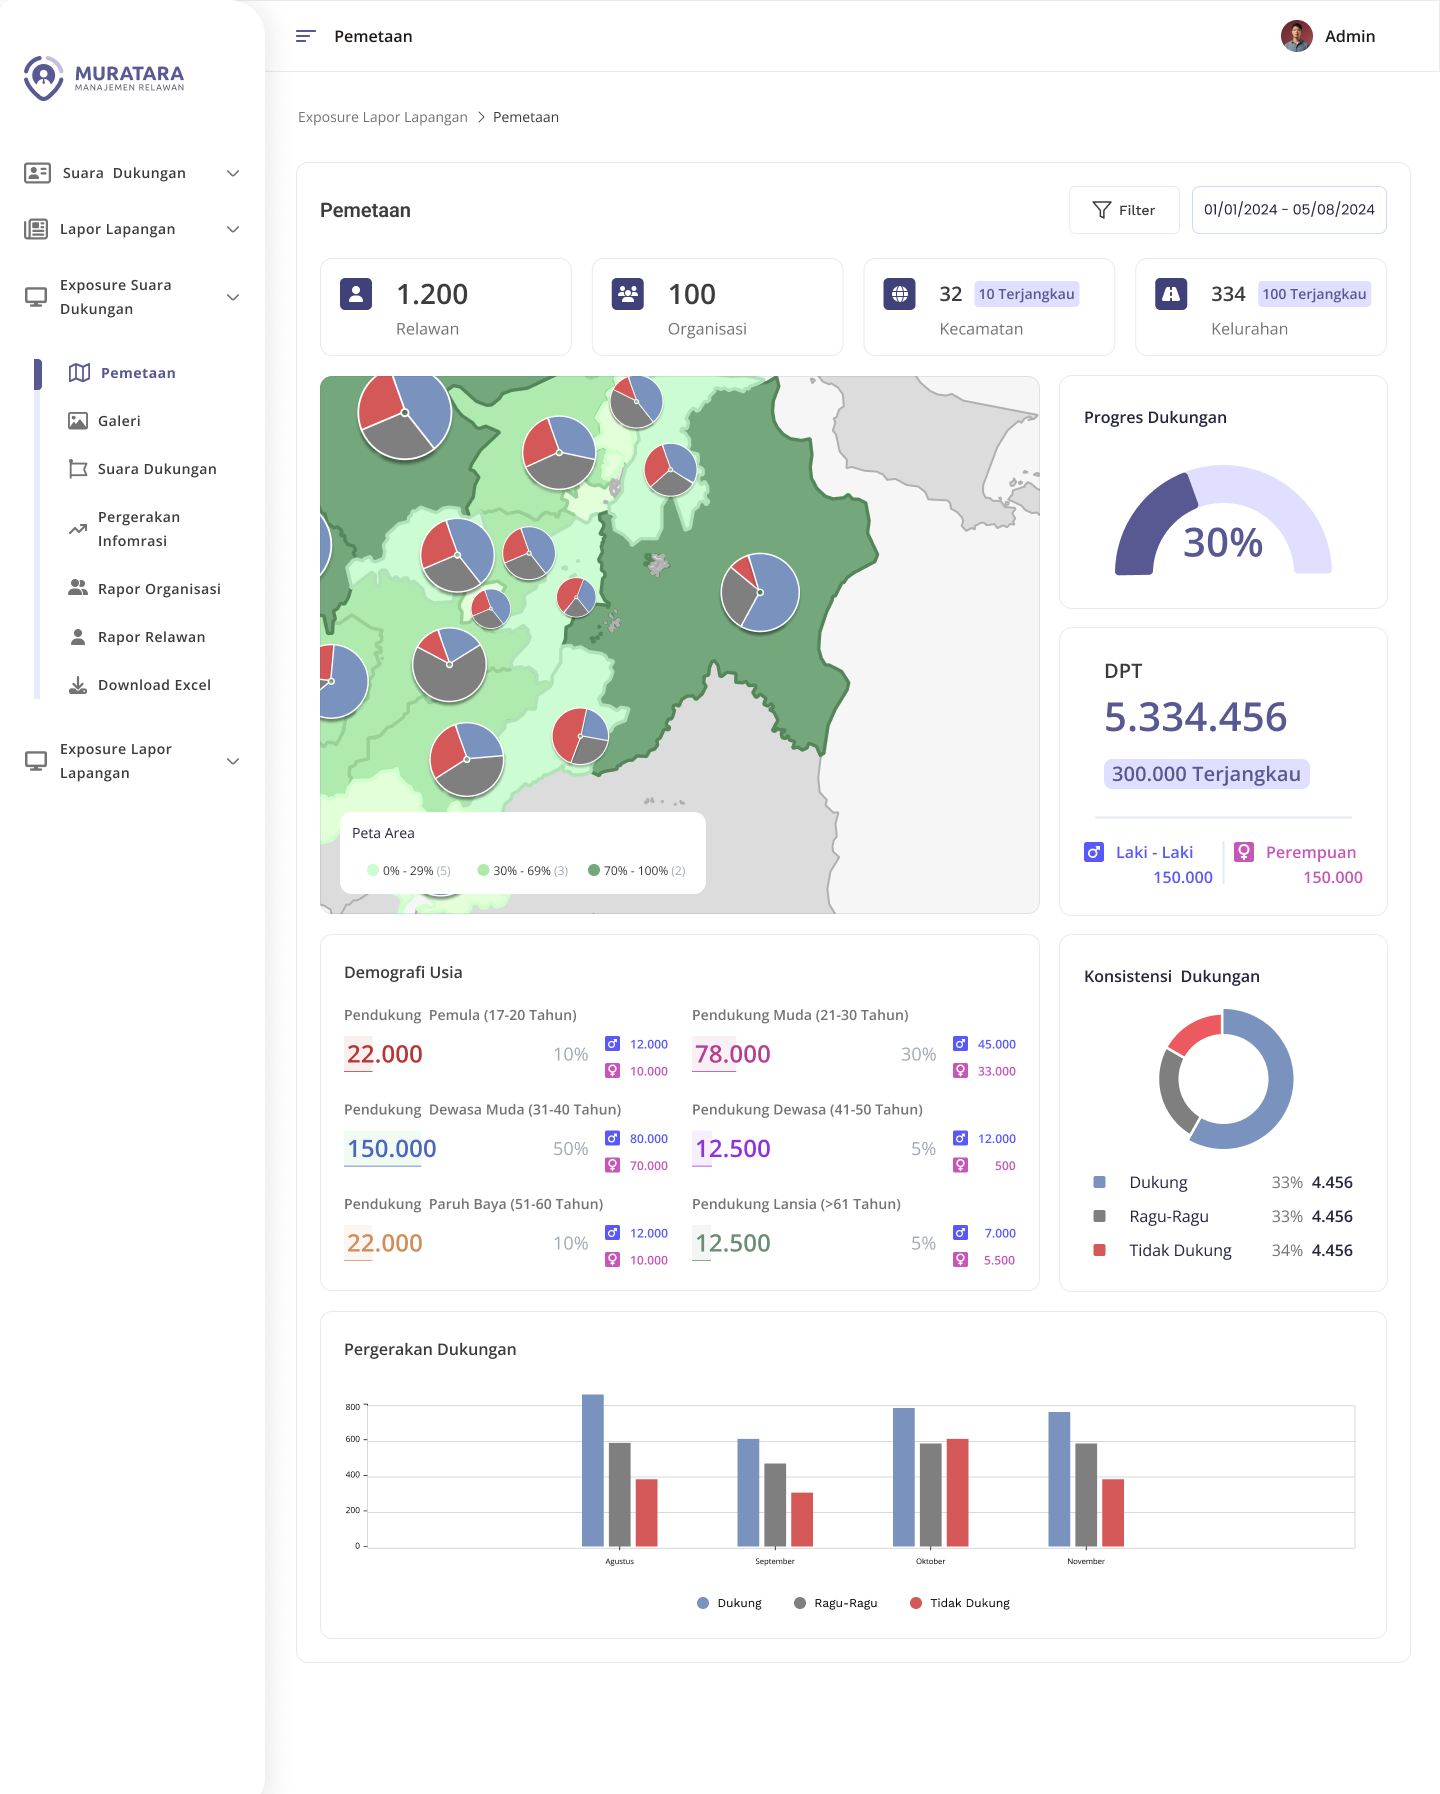 MURATARA
MANAJEMEN RELAWAN
Suara Dukungan
Lapor Lapangan
Exposure Suara
Dukungan
Pemetaan
Galeri
Suara Dukungan
Pergerakan
Infomrasi
Rapor Organisasi
Rapor Relawan
Download Excel
Exposure Lapor
Lapangan
Pemetaan
Admin
Exposure Lapor Lapangan > Pemetaan
Pemetaan
Filter
01/01/2024 - 05/08/2024
1.200
Relawan
100
Organisasi
32 10 Terjangkau
Kecamatan
334 100 Terjangkau
Kelurahan
Peta Area
0% - 29% (5) 30% - 69% (3) 70% - 100% (2)
Progres Dukungan
30%
DPT
5.334.456
300.000 Terjangkau
Laki - Laki
150.000
Perempuan
150.000
Demografi Usia
Pendukung Pemula (17-20 Tahun)
22.000 10% 12.000
10.000
Pendukung Muda (21-30 Tahun)
78.000 30% 45.000
33.000
Pendukung Dewasa Muda (31-40 Tahun)
150.000 50% 80.000
70.000
Pendukung Dewasa (41-50 Tahun)
12.500 5% 12.000
500
Pendukung Paruh Baya (51-60 Tahun)
22.000 10% 12.000
10.000
Pendukung Lansia (>61 Tahun)
12.500 5% 7.000
5.500
Konsistensi Dukungan
Dukung 33% 4.456
Ragu-Ragu 33% 4.456
Tidak Dukung 34% 4.456
Pergerakan Dukungan
800
600
400
200
0
Agustus September Oktober November
Dukung Ragu-Ragu Tidak Dukung